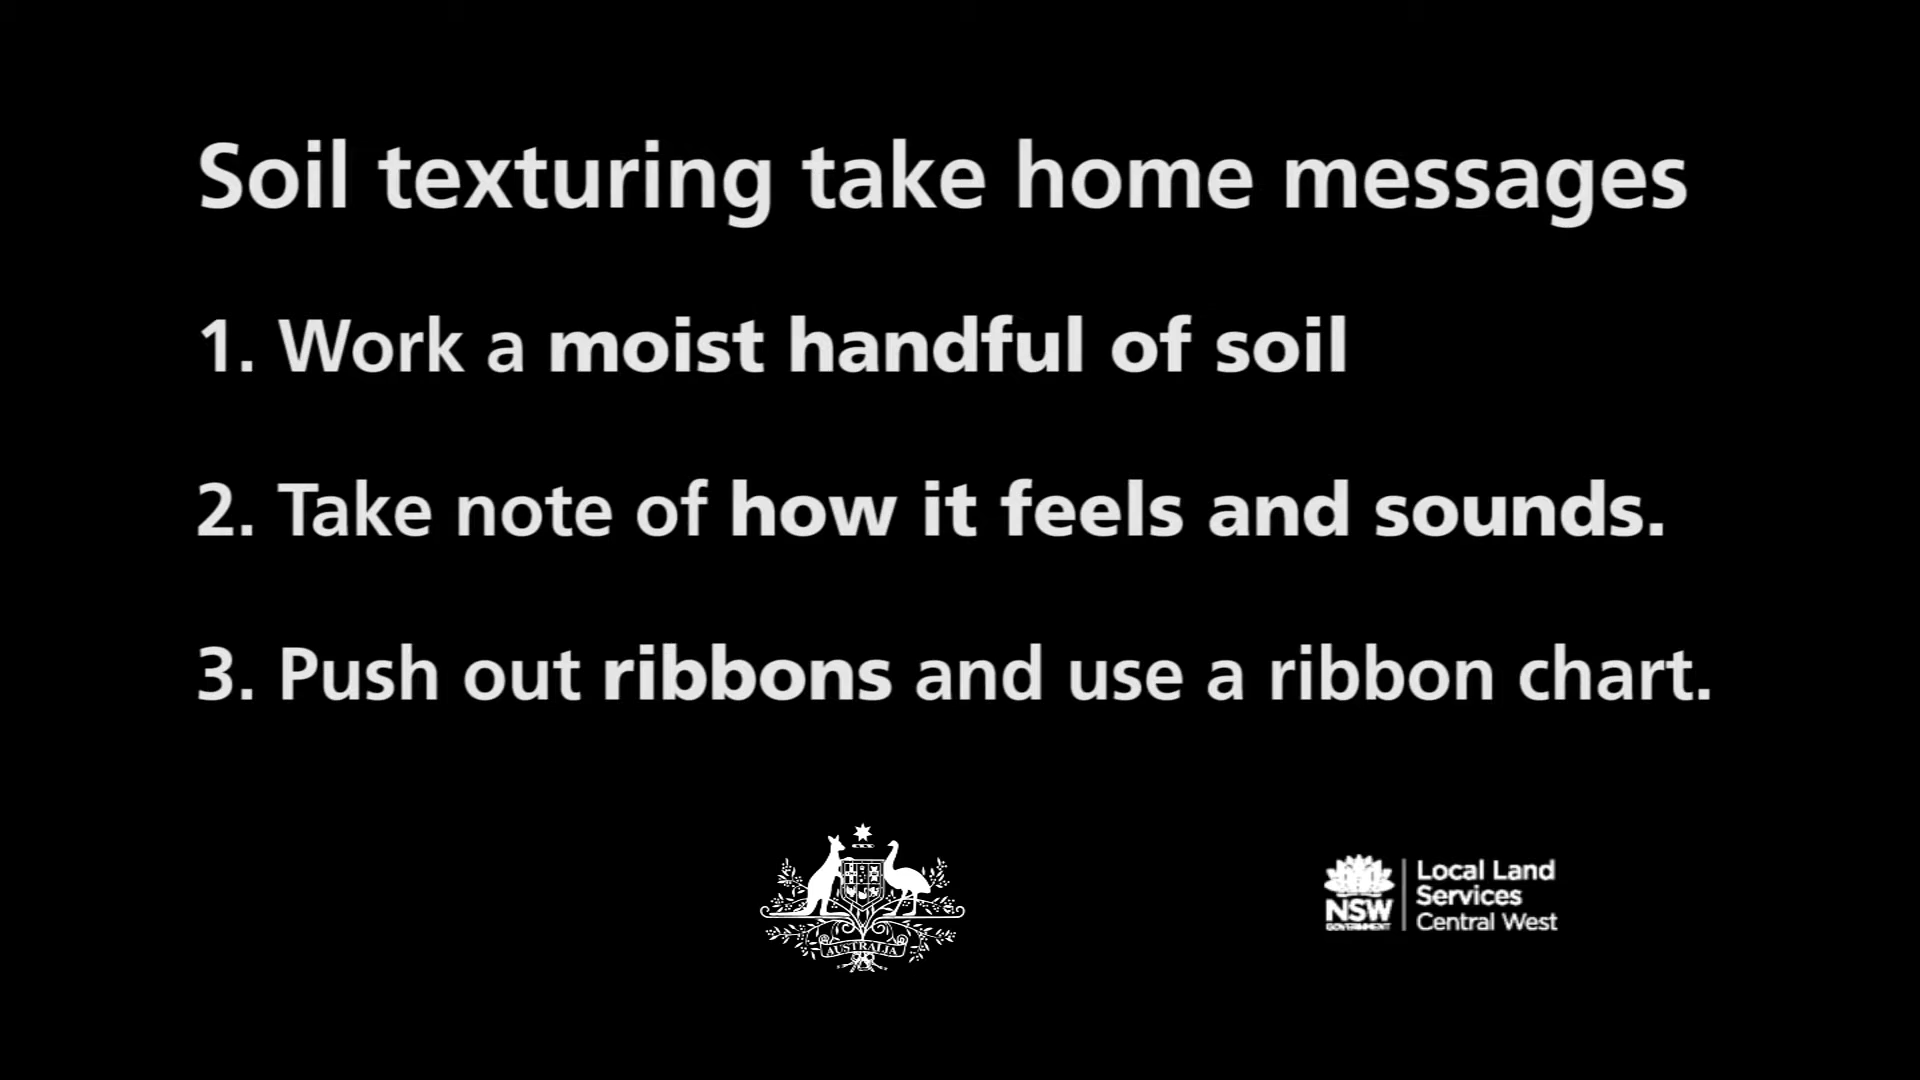 Soil texturing take home messages
1. Work a moist handful of soil
2. Take note of how it feels and sounds.
3. Push out ribbons and use a ribbon chart.
AUSTRALIA
NSW
GOVERNMENT
Local Land
Services
Central West